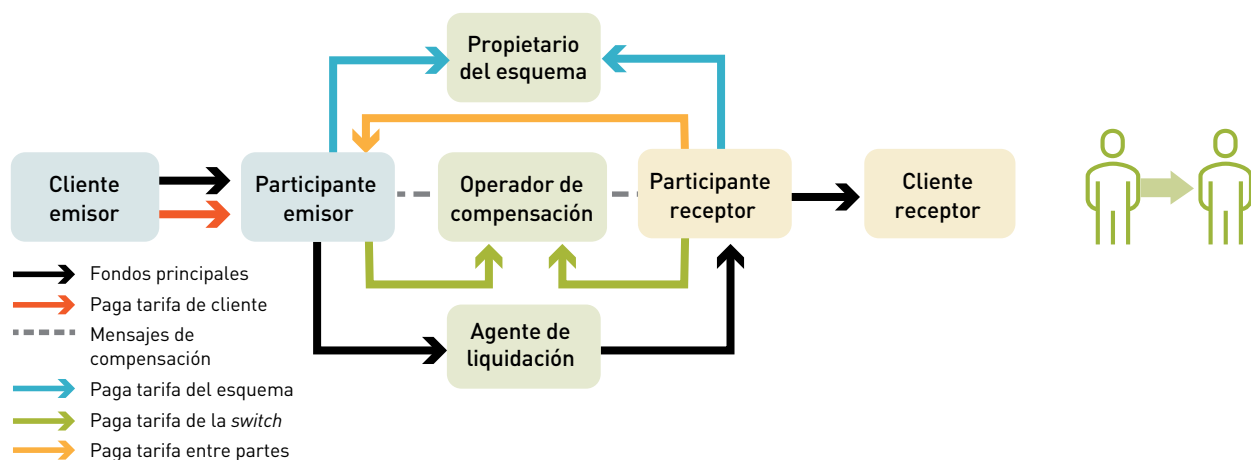 Propietario
del esquema
Cliente
emisor
Participante
emisor
Operador de
compensación
Participante
receptor
Cliente
receptor
Agente de
liquidación
Fondos principales
Paga tarifa de cliente
Mensajes de
compensación
Paga tarifa del esquema
Paga tarifa de la switch
Paga tarifa entre partes